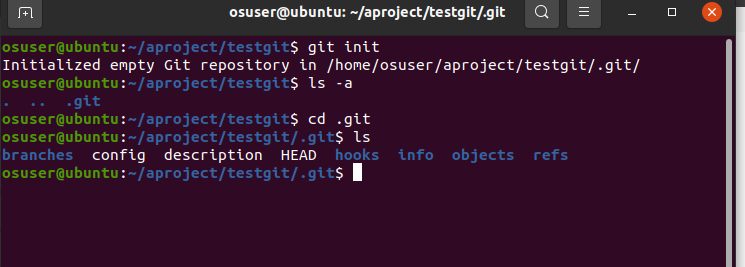 osuser@ubuntu: ~/aproject/testgit/.git
osuser@ubuntu:~/aproject/testgit$ git init
Initialized empty Git repository in /home/osuser/aproject/testgit/.git/
osuser@ubuntu:~/aproject/testgit$ ls -a
.  ..  .git
osuser@ubuntu:~/aproject/testgit$ cd .git
osuser@ubuntu:~/aproject/testgit/.git$ ls
branches  config  description  HEAD  hooks  info  objects  refs
osuser@ubuntu:~/aproject/testgit/.git$